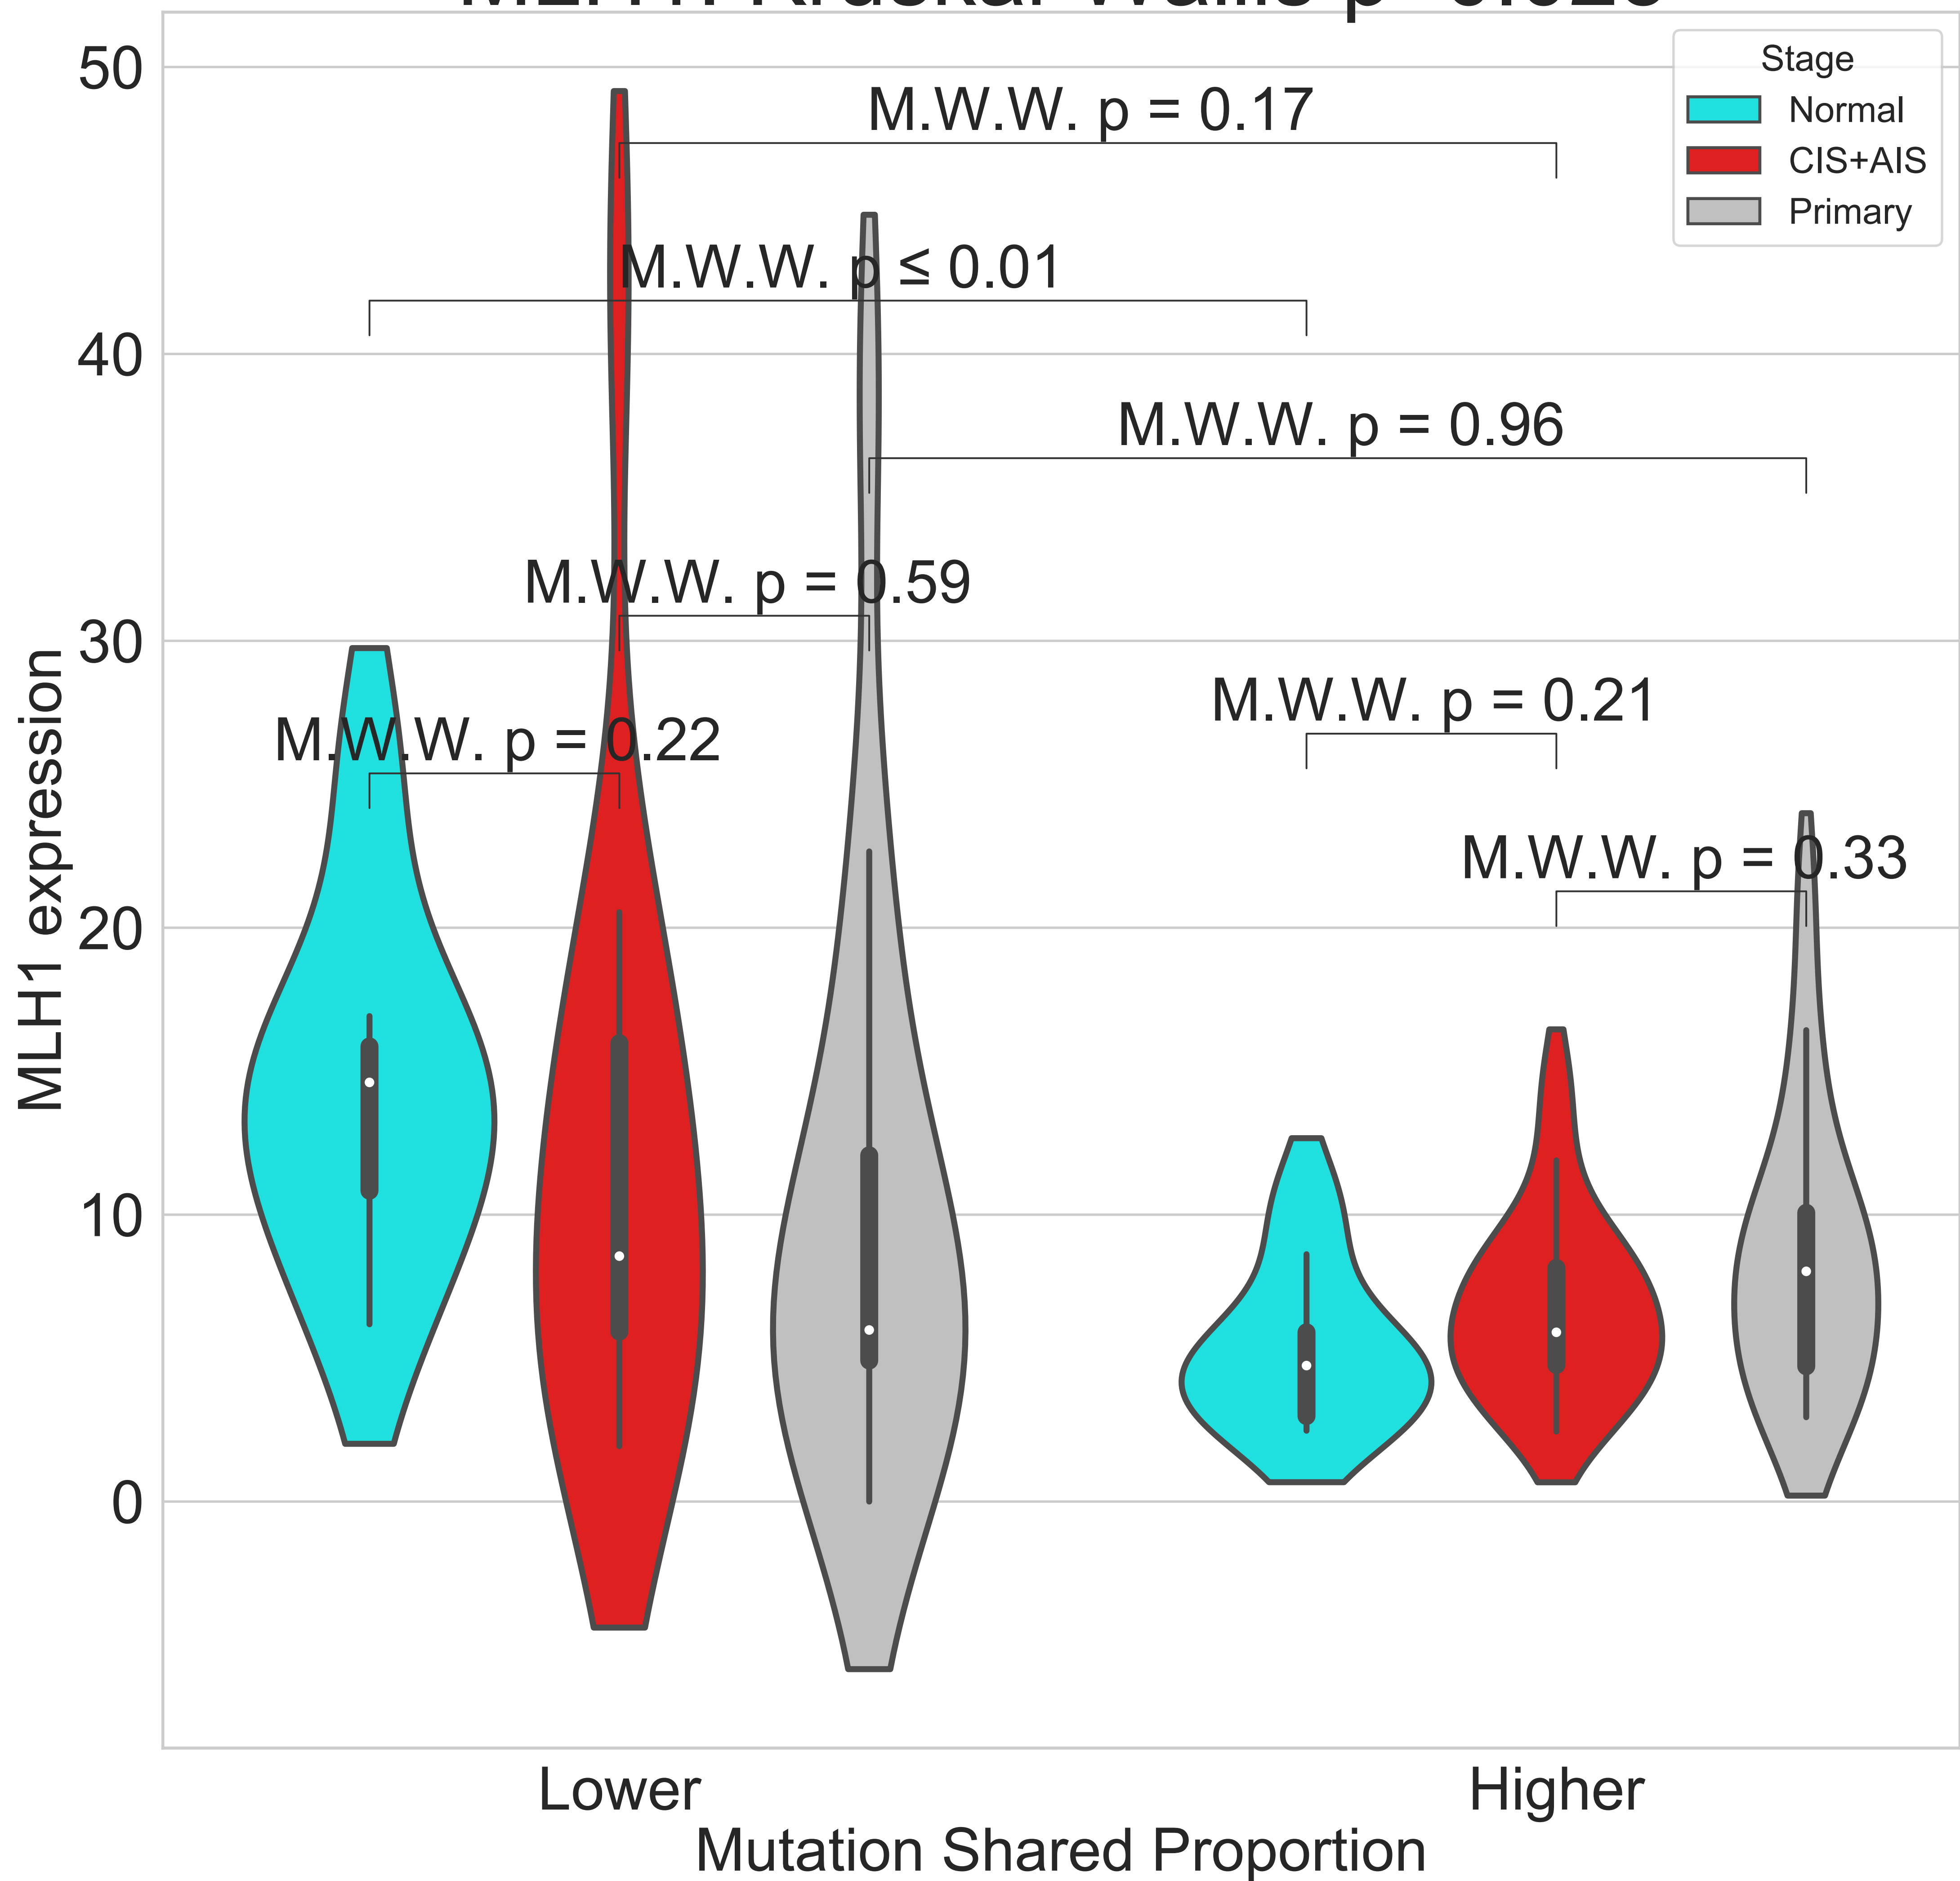 50
40
30
20
10
0
MLH1 expression
Stage
Normal
CIS+AIS
Primary
M.W.W. p = 0.17
M.W.W. p ≤ 0.01
M.W.W. p = 0.96
M.W.W. p = 0.59
M.W.W. p = 0.22
M.W.W. p = 0.21
M.W.W. p = 0.33
Lower
Higher
Mutation Shared Proportion